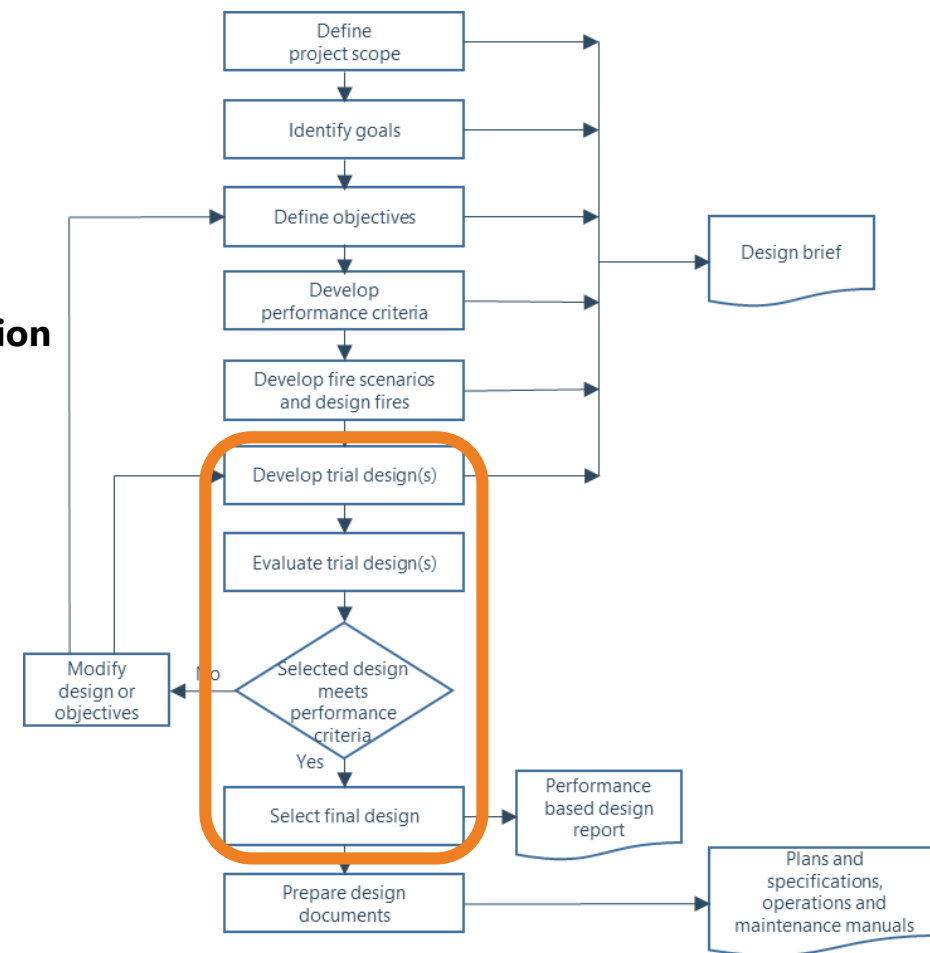 Define
project scope
Identify goals
Define objectives
Design brief
Develop
performance criteria
ion
Develop fire scenarios
and design fires
Develop trial design(s)
Evaluate trial design(s)
Modify
design or
objectives
No
Selected design
meets
performance
criteria
Yes
Select final design
Performance
based design
report
Prepare design
documents
Plans and
specifications,
operations and
maintenance manuals